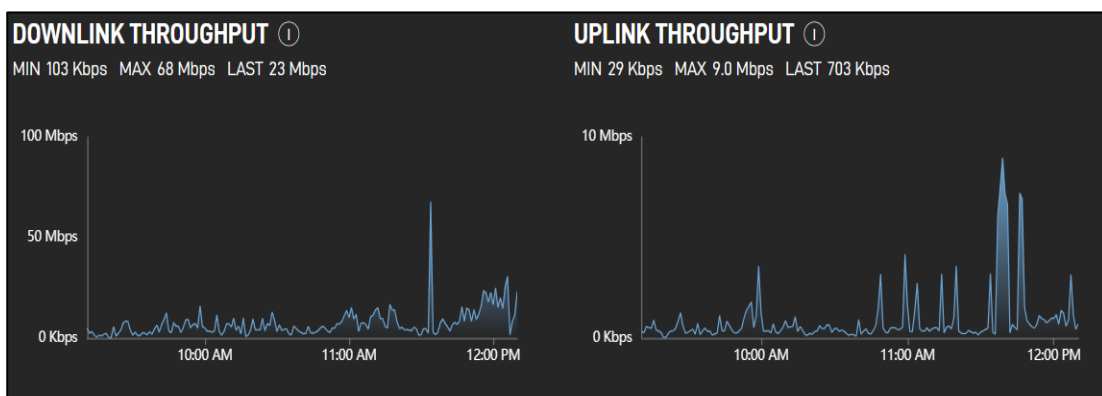 DOWNLINK THROUGHPUT
MIN 103 Kbps MAX 68 Mbps LAST 23 Mbps
100 Mbps
50 Mbps
0 Kbps
10:00 AM 11:00 AM 12:00 PM
UPLINK THROUGHPUT
MIN 29 Kbps MAX 9.0 Mbps LAST 703 Kbps
10 Mbps
0 Kbps
10:00 AM 11:00 AM 12:00 PM